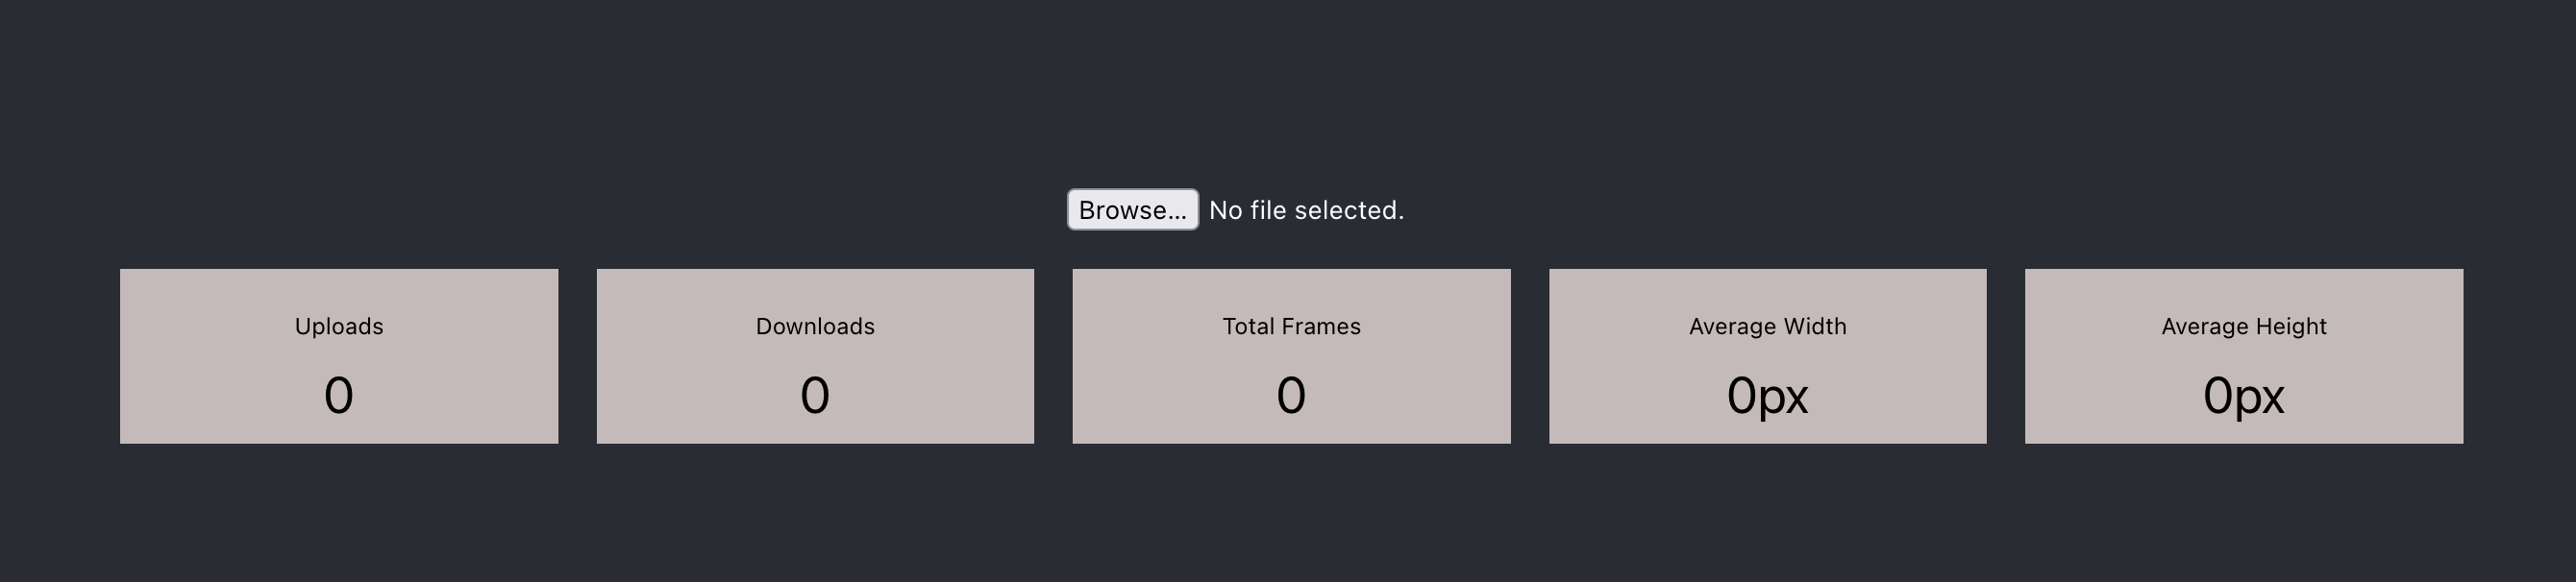 Browse... No file selected.
Uploads Downloads Total Frames Average Width Average Height
0 0 0 0px 0px